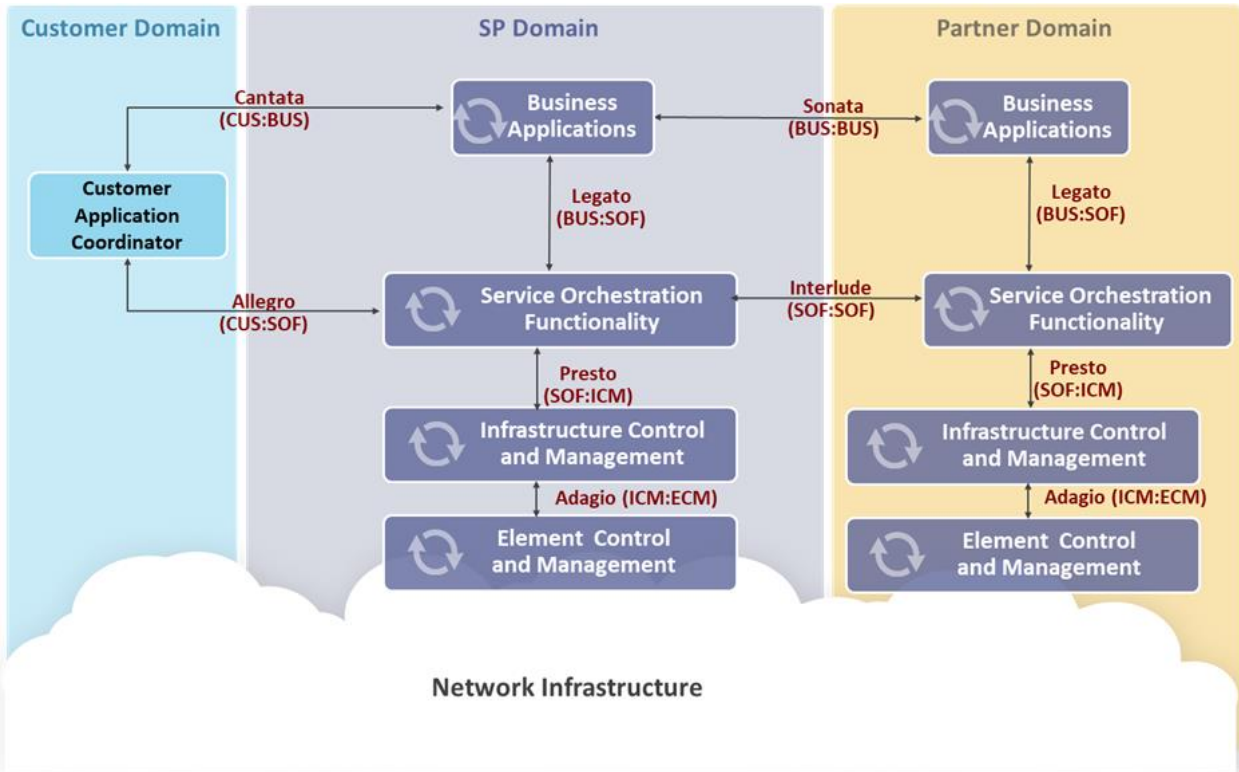 Customer Domain
SP Domain
Partner Domain
Cantata
(CUS:BUS)
Business
Applications
Sonata
(BUS:BUS)
Business
Applications
Customer
Application
Coordinator
Legato
(BUS:SOF)
Legato
(BUS:SOF)
Allegro
(CUS:SOF)
Service Orchestration
Functionality
Interlude
(SOF:SOF)
Service Orchestration
Functionality
Presto
(SOF:ICM)
Presto
(SOF:ICM)
Infrastructure Control
and Management
Infrastructure Control
and Management
Adagio (ICM:ECM)
Adagio (ICM:ECM)
Element Control
and Management
Element Control
and Management
Network Infrastructure